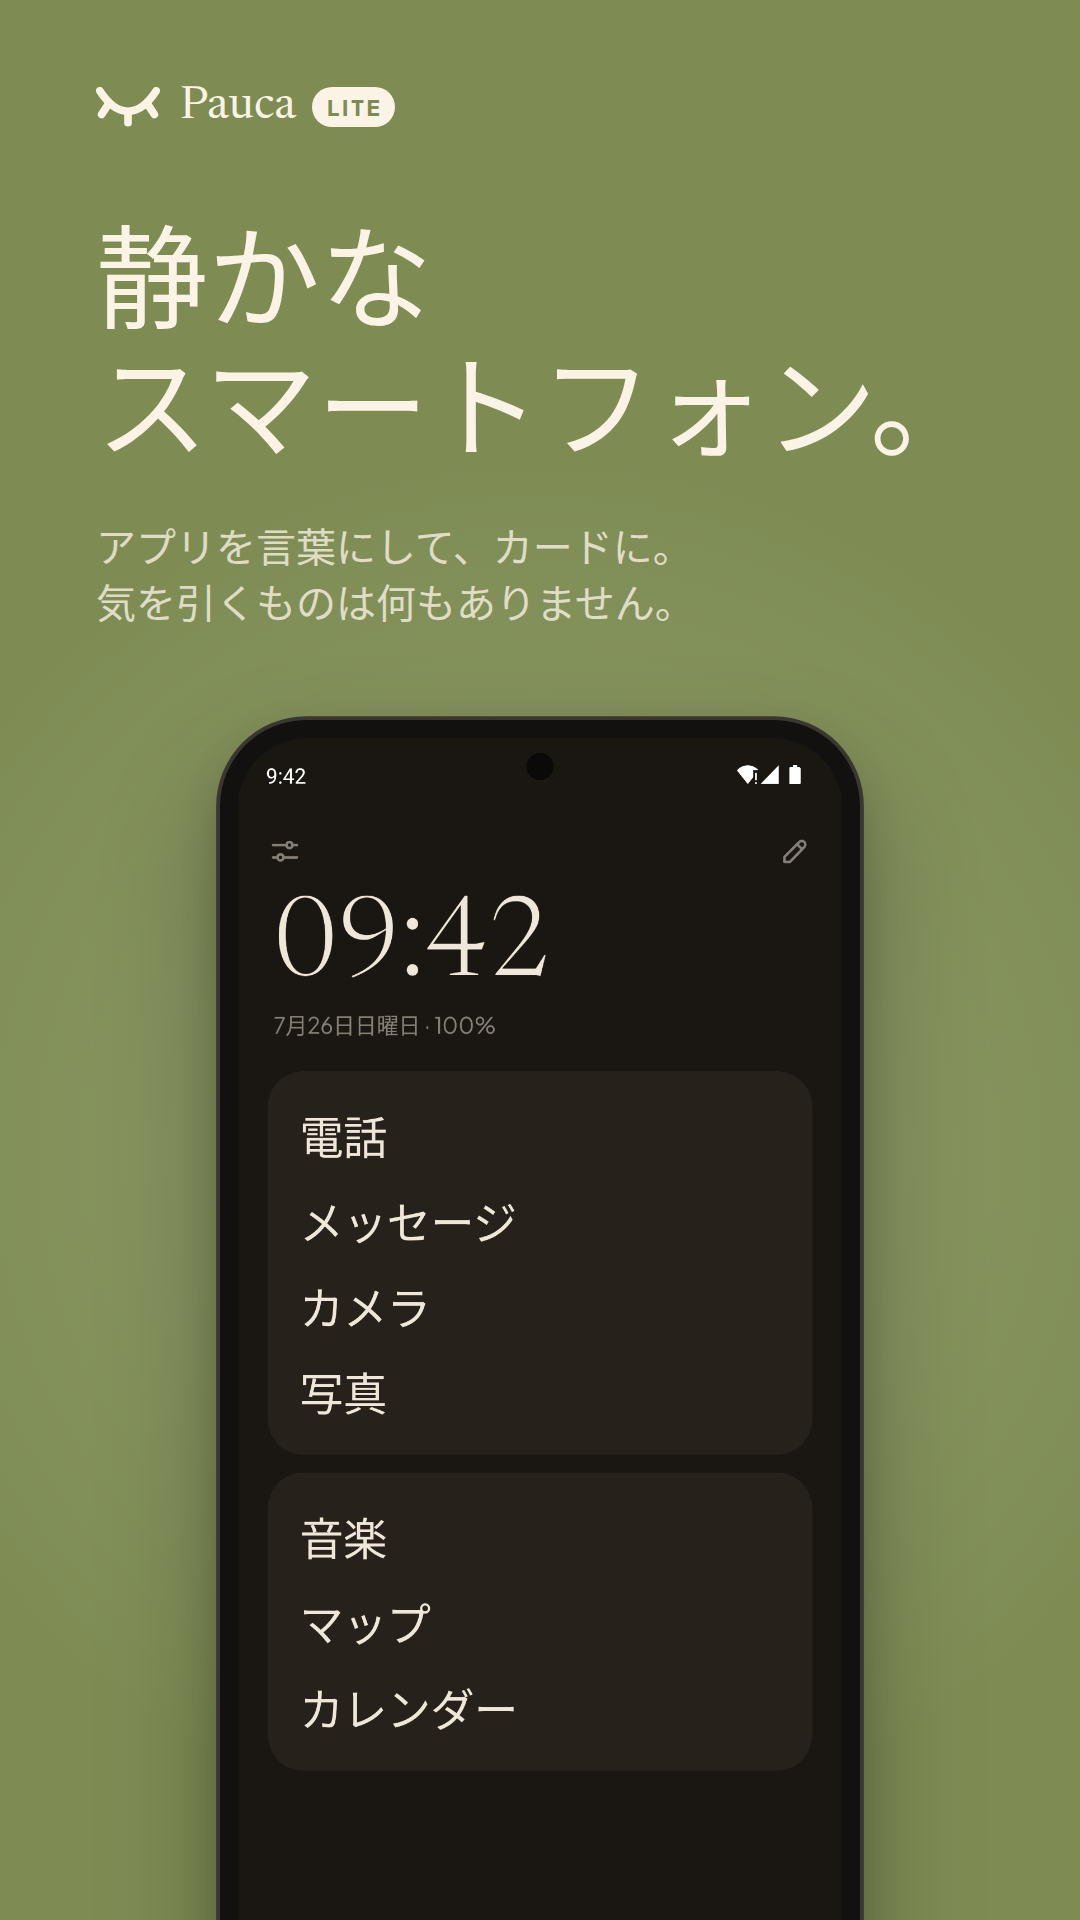 Pauca LITE
静かな
スマートフォン。
アプリを言葉にして、カードに。
気を引くものは何もありません。
9:42
09:42
7月26日日曜日 · 100%
電話
メッセージ
カメラ
写真
音楽
マップ
カレンダー